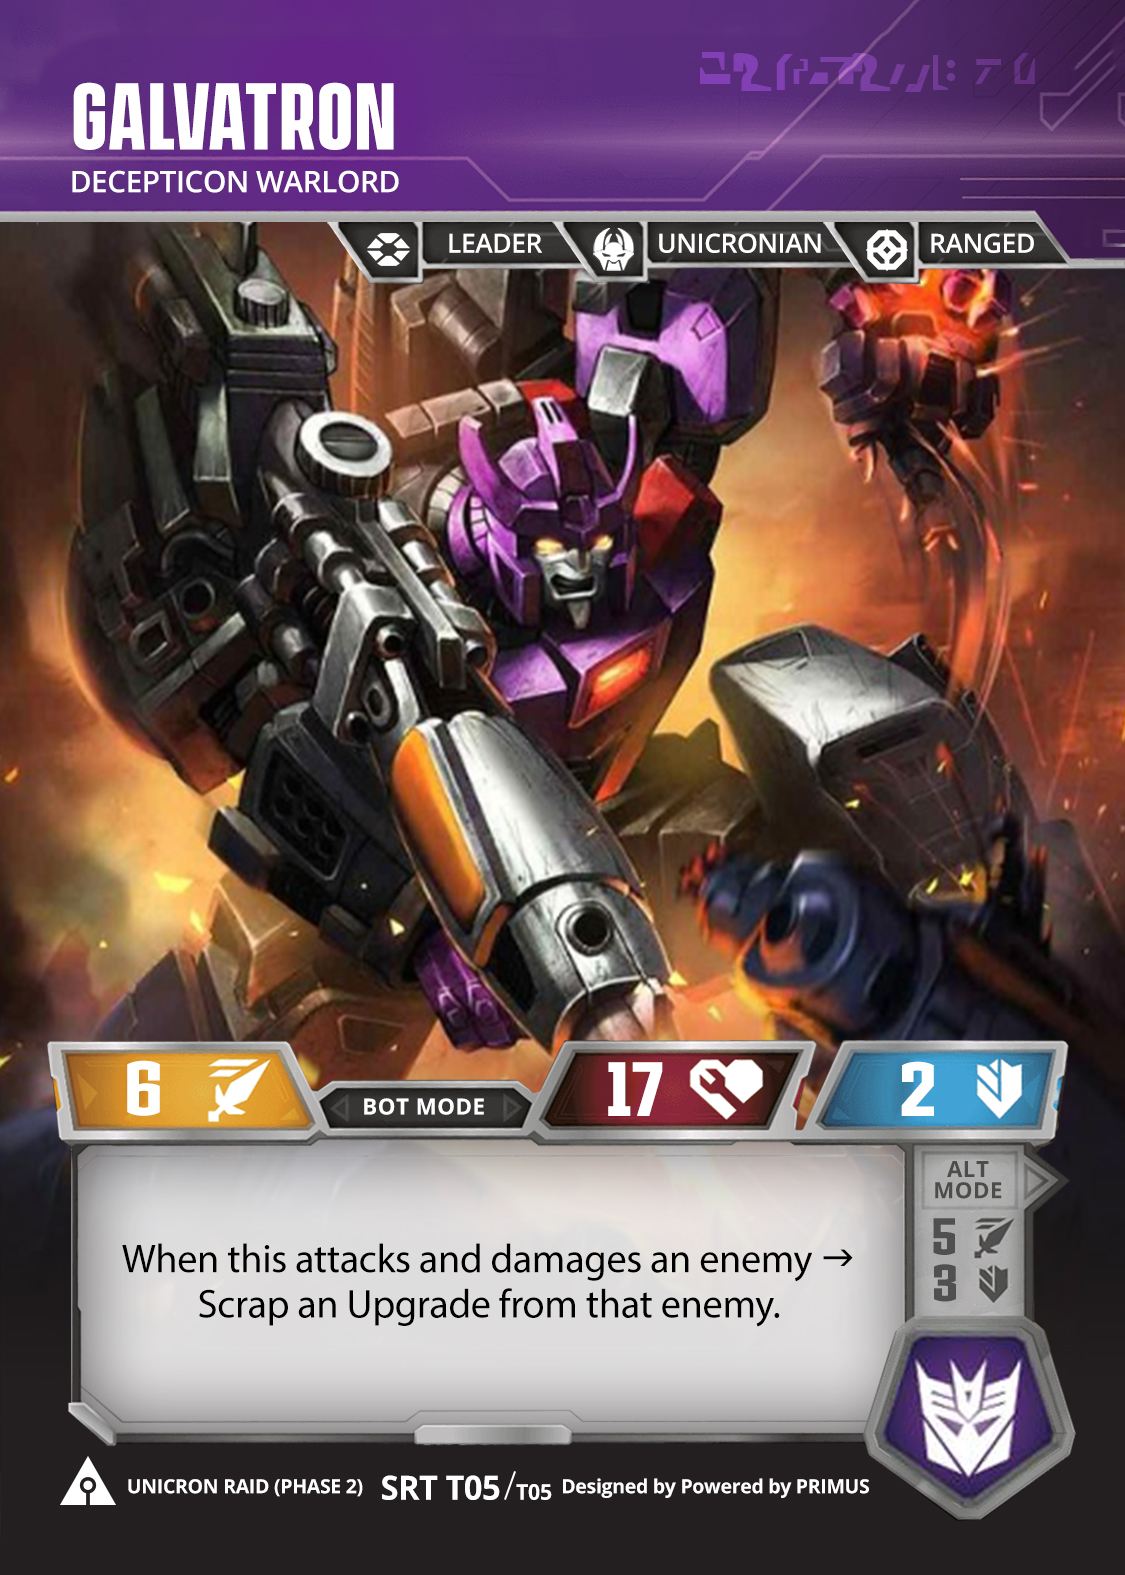 GALVATRON
DECEPTICON WARLORD
LEADER UNICRONIAN RANGED
6 17 2
BOT MODE
ALT
MODE
5
3
When this attacks and damages an enemy →
Scrap an Upgrade from that enemy.
UNICRON RAID (PHASE 2) SRT T05/T05 Designed by Powered by PRIMUS